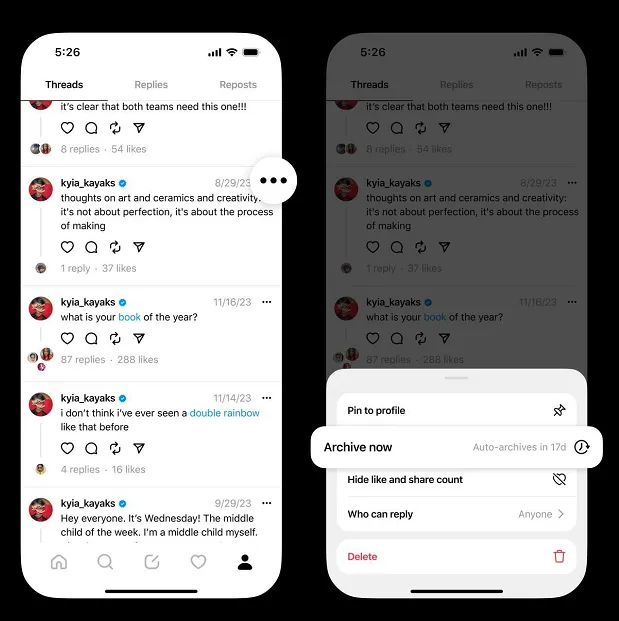 5:26
Threads Replies Reposts
it's clear that both teams need this one!!!
8 replies · 54 likes
kyia_kayaks 8/29/23
thoughts on art and ceramics and creativity:
it's not about perfection, it's about the process
of making
1 reply · 37 likes
kyia_kayaks 11/16/23
what is your book of the year?
87 replies · 288 likes
kyia_kayaks 11/14/23
i don't think i've ever seen a double rainbow
like that before
4 replies · 16 likes
kyia_kayaks 9/29/23
Hey everyone. It's Wednesday! The middle
child of the week. I'm a middle child myself.
5:26
Threads Replies Reposts
it's clear that both teams need this one!!!
8 replies · 54 likes
kyia_kayaks 8/29/23
thoughts on art and ceramics and creativity:
it's not about perfection, it's about the process
of making
1 reply · 37 likes
kyia_kayaks 11/16/23
what is your book of the year?
87 replies · 288 likes
Pin to profile
Archive now Auto-archives in 17d
Hide like and share count
Who can reply Anyone
Delete